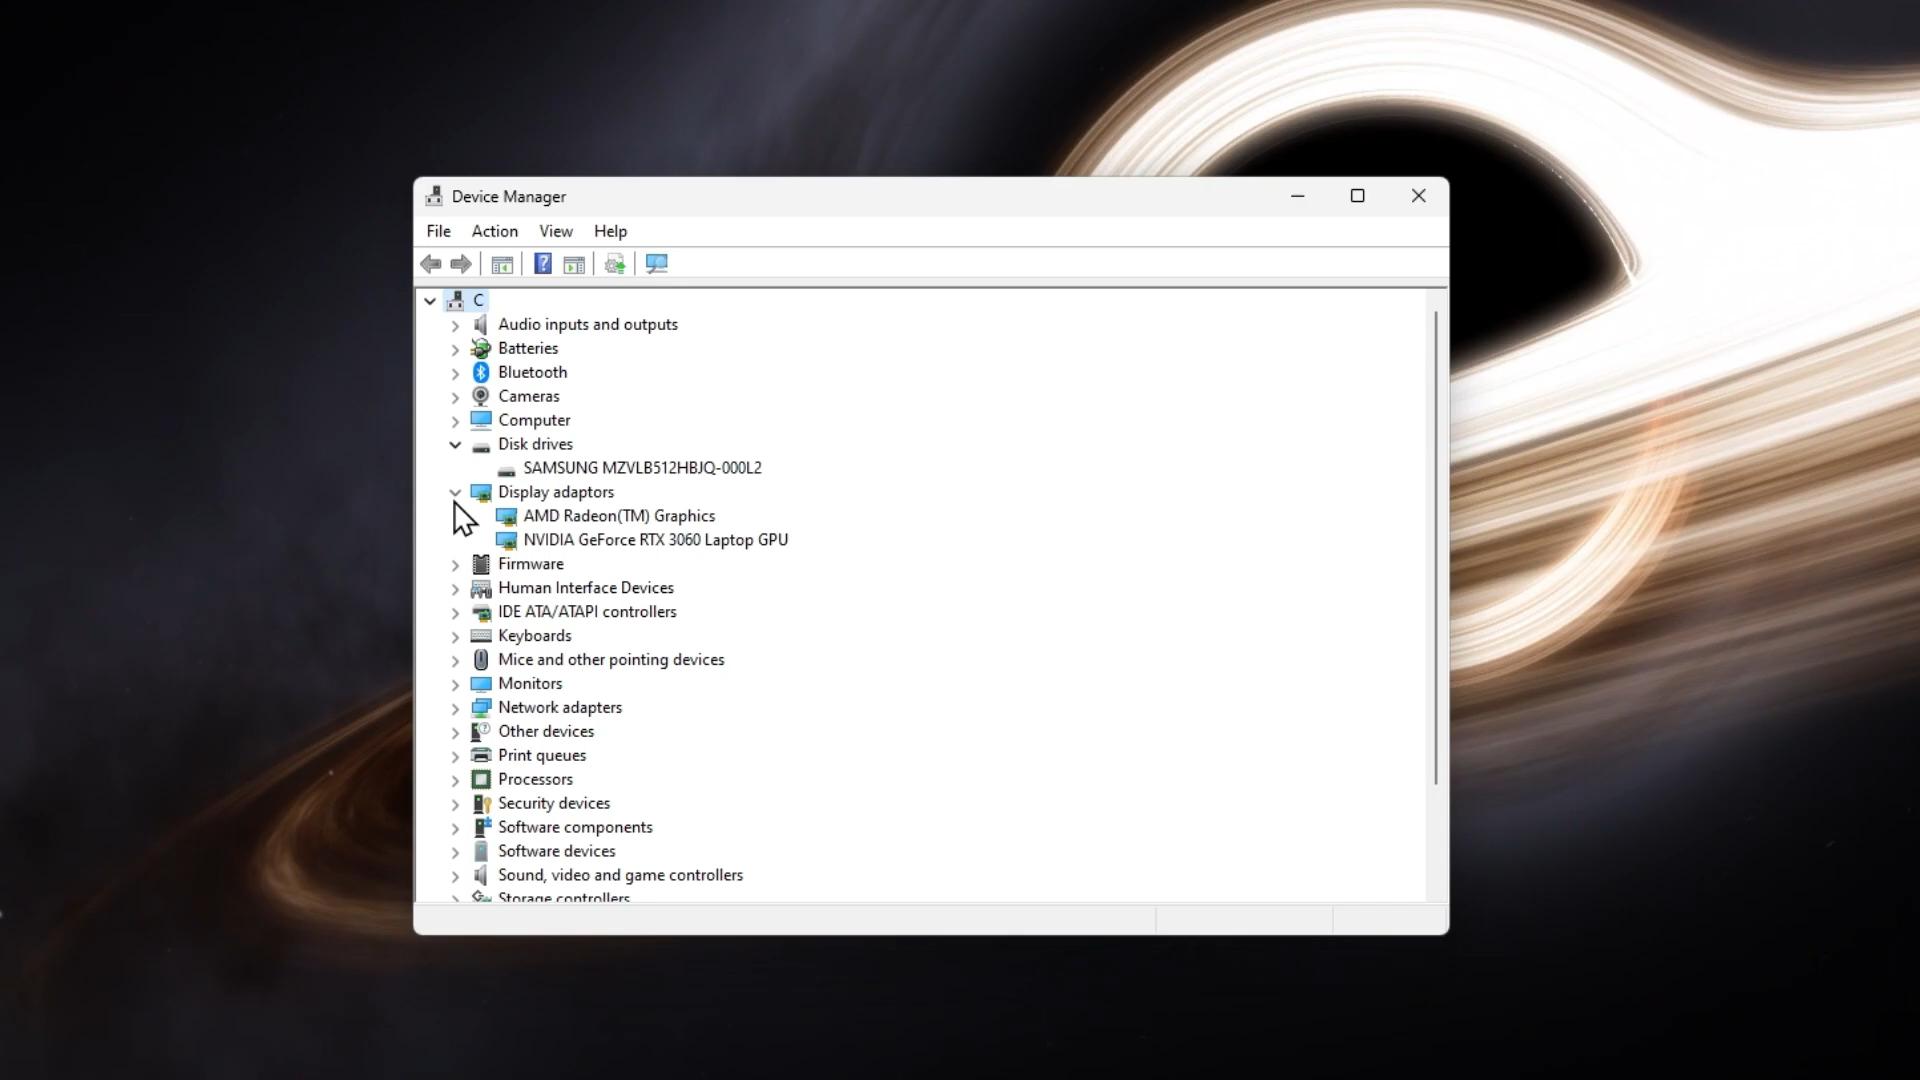 Device Manager
File Action View Help
C
Audio inputs and outputs
Batteries
Bluetooth
Cameras
Computer
Disk drives
SAMSUNG MZVLB512HBJQ-000L2
Display adaptors
AMD Radeon(TM) Graphics
NVIDIA GeForce RTX 3060 Laptop GPU
Firmware
Human Interface Devices
IDE ATA/ATAPI controllers
Keyboards
Mice and other pointing devices
Monitors
Network adapters
Other devices
Print queues
Processors
Security devices
Software components
Software devices
Sound, video and game controllers
Storage controllers